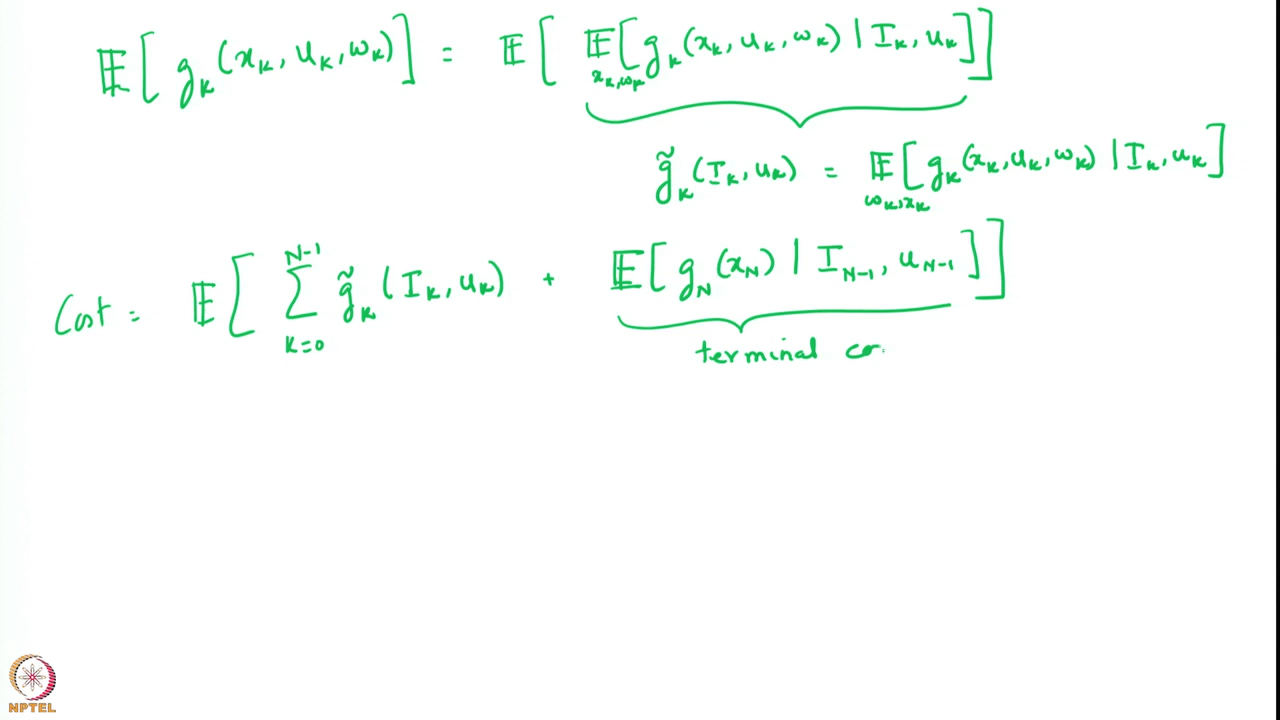 𝔼[ g_k (x_k, u_k, ω_k) ] = 𝔼[ 𝔼_{x_k, ω_k}[ g_k (x_k, u_k, ω_k) | I_k, u_k ] ]
g̃_k (I_k, u_k) = 𝔼_{ω_k, x_k}[ g_k (x_k, u_k, ω_k) | I_k, u_k ]
Cost = 𝔼[ ∑_{k=0}^{N-1} g̃_k (I_k, u_k) + 𝔼[ g_N (x_N) | I_{N-1}, u_{N-1} ] ]
terminal co
NPTEL